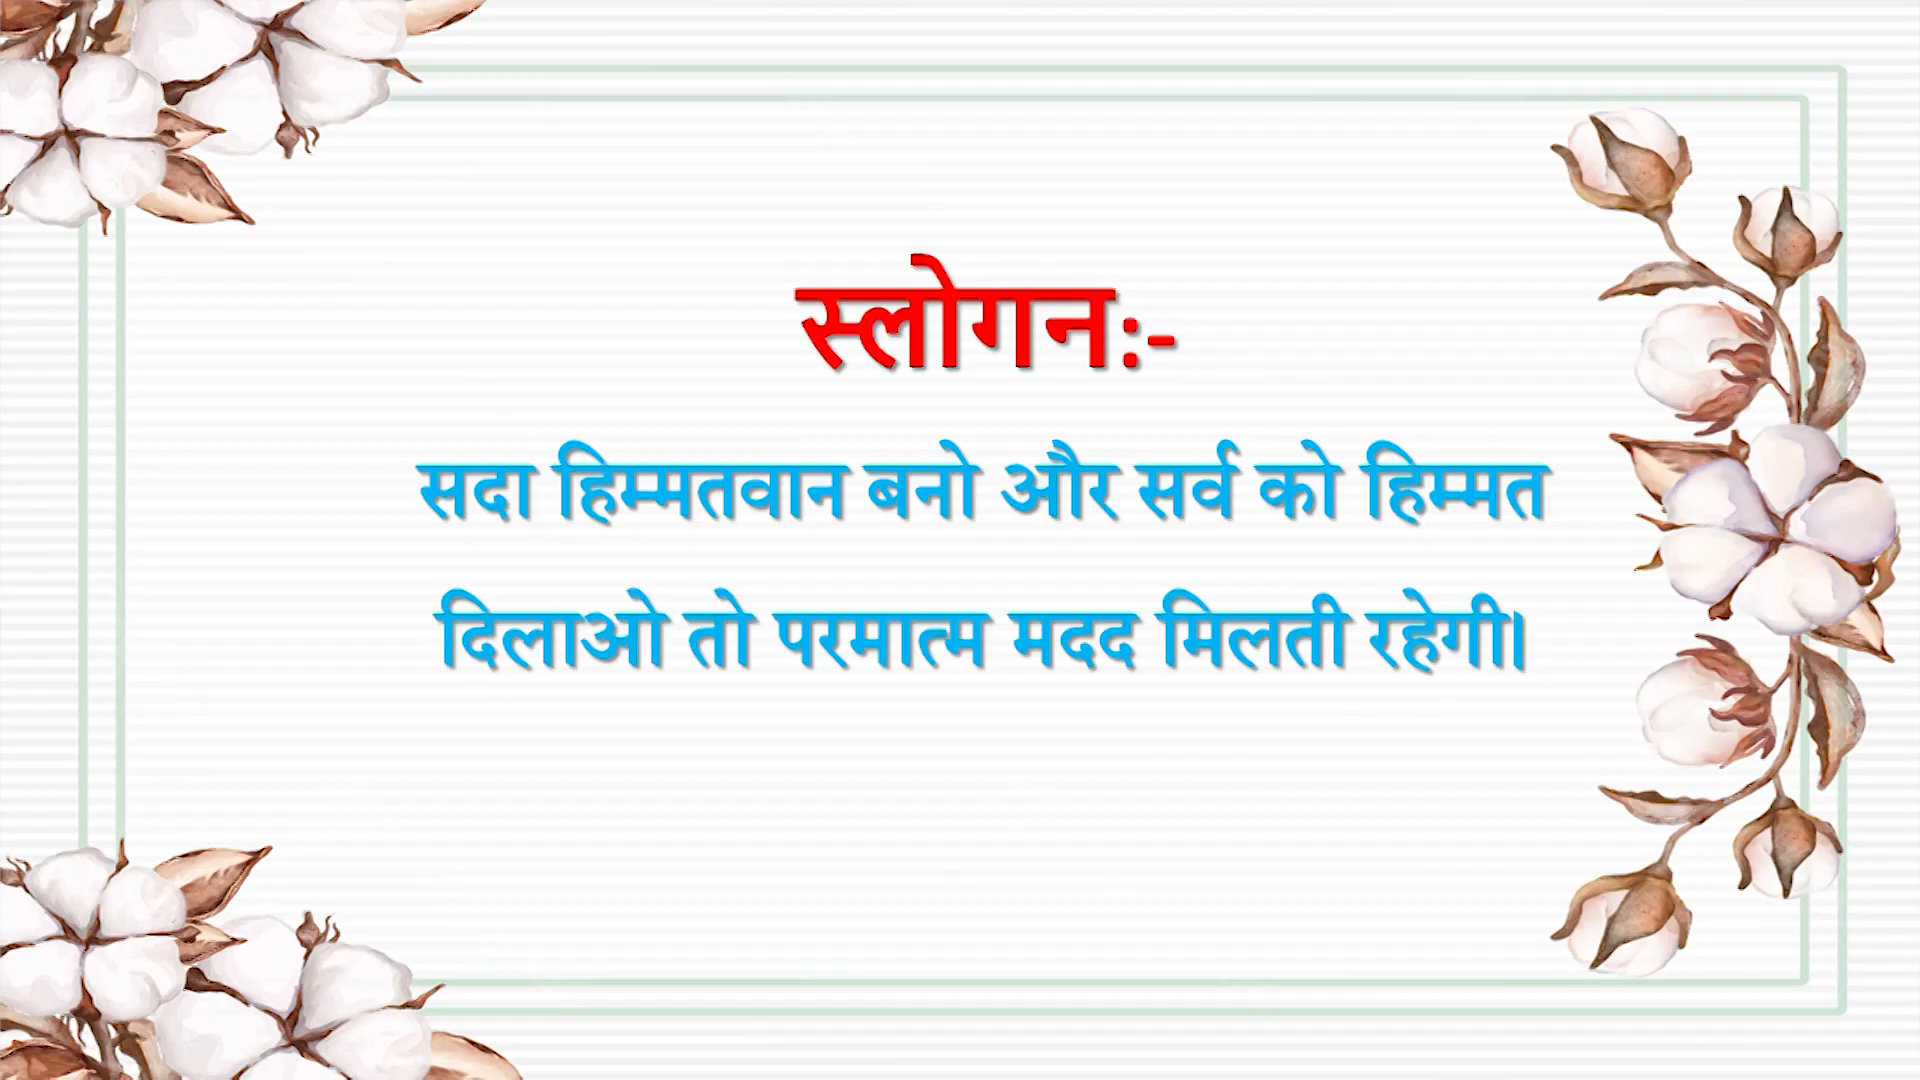 स्लोगन:-
सदा हिम्मतवान बनो और सर्व को हिम्मत
दिलाओ तो परमात्म मदद मिलती रहेगी।